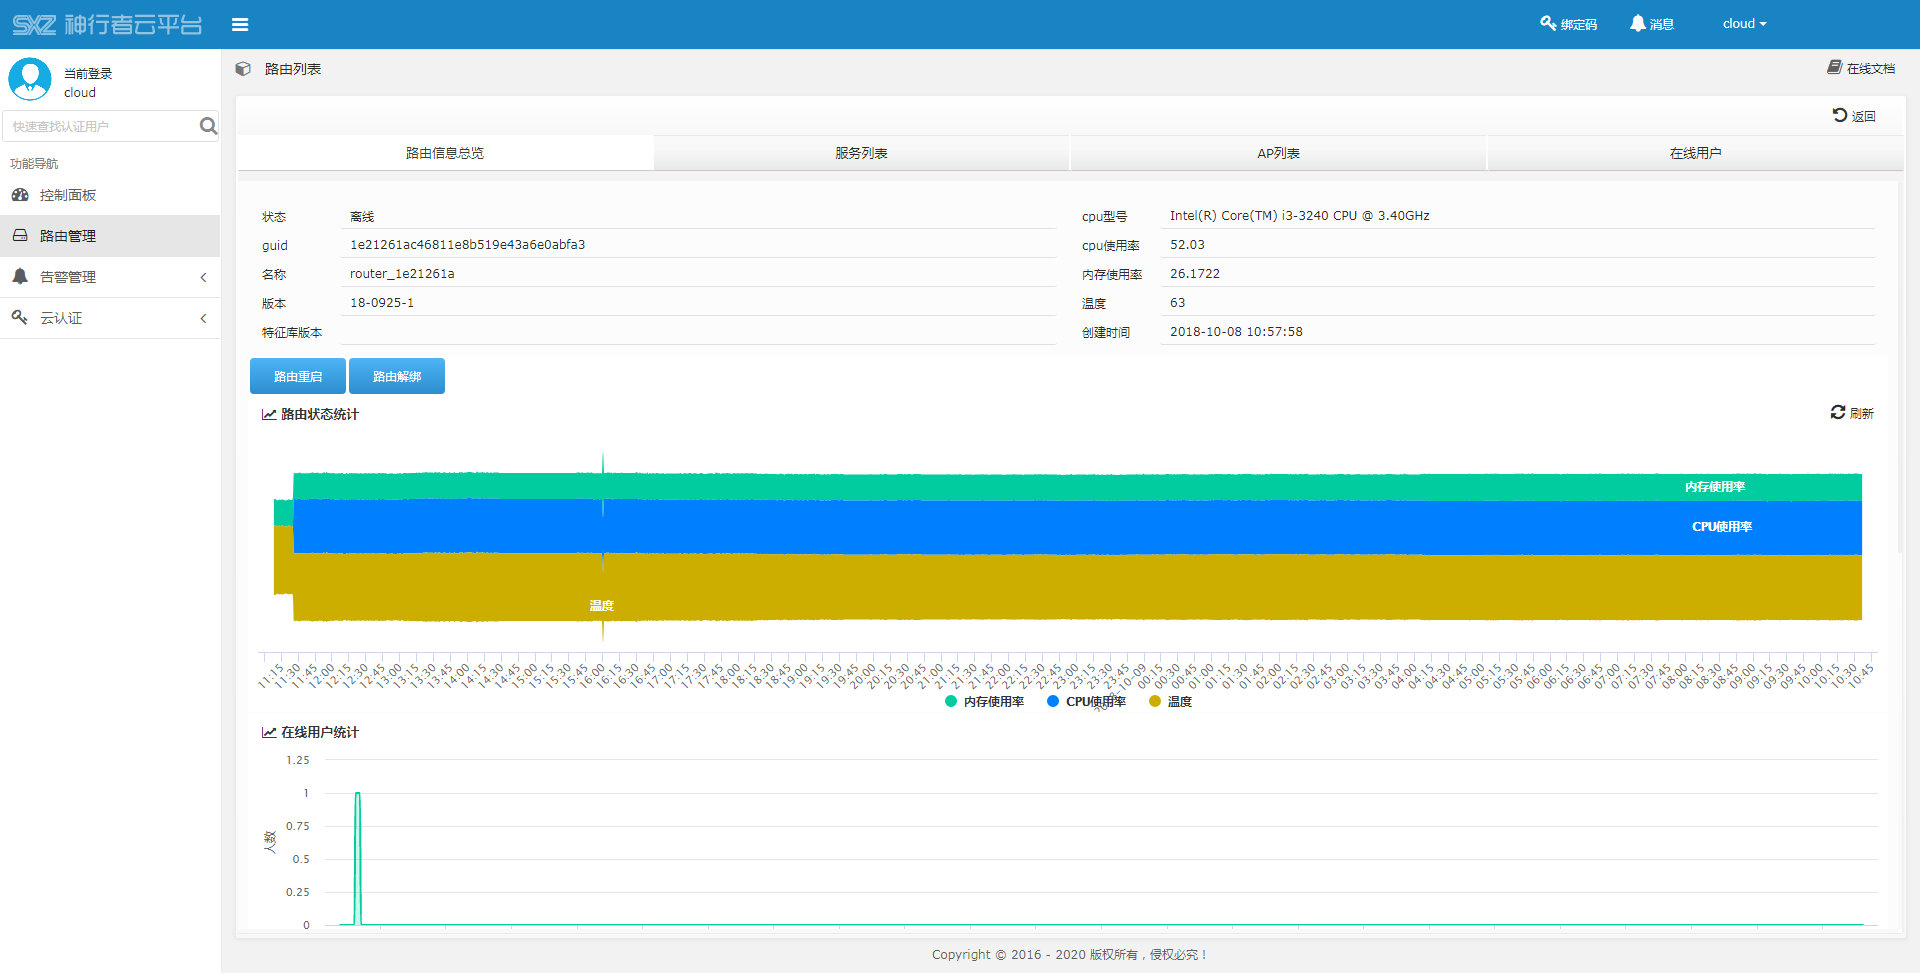 SXZ 神行者云平台
绑定码 消息 cloud
当前登录
cloud
快速查找认证用户
功能导航
控制面板
路由管理
告警管理
云认证
路由列表 在线文档
返回
路由信息总览 服务列表 AP列表 在线用户
状态 离线
guid 1e21261ac46811e8b519e43a6e0abfa3
名称 router_1e21261a
版本 18-0925-1
特征库版本
cpu型号 Intel(R) Core(TM) i3-3240 CPU @ 3.40GHz
cpu使用率 52.03
内存使用率 26.1722
温度 63
创建时间 2018-10-08 10:57:58
路由重启 路由解绑
路由状态统计 刷新
内存使用率
CPU使用率
温度
11:15 11:30 11:45 12:00 12:15 12:30 12:45 13:00 13:15 13:30 13:45 14:00 14:15 14:30 14:45 15:00 15:15 15:30 15:45 16:00 16:15 16:30 16:45 17:00 17:15 17:30 17:45 18:00 18:15 18:30 18:45 19:00 19:15 19:30 19:45 20:00 20:15 20:30 20:45 21:00 21:15 21:30 21:45 22:00 22:15 22:30 22:45 23:00 23:15 23:30 23:45 2018-10-09 00:15 00:30 00:45 01:00 01:15 01:30 01:45 02:00 02:15 02:30 02:45 03:00 03:15 03:30 03:45 04:00 04:15 04:30 04:45 05:00 05:15 05:30 05:45 06:00 06:15 06:30 06:45 07:00 07:15 07:30 07:45 08:00 08:15 08:30 08:45 09:00 09:15 09:30 09:45 10:00 10:15 10:30 10:45
内存使用率 CPU使用率 温度
在线用户统计
1.25
1
0.75
0.5
0.25
0
人数
Copyright © 2016 - 2020 版权所有，侵权必究！